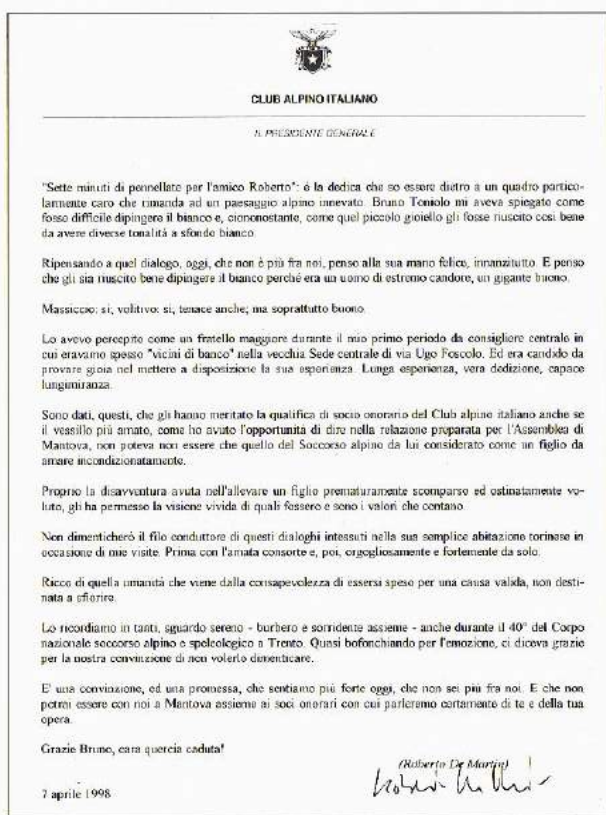 CLUB ALPINO ITALIANO
IL PRESIDENTE GENERALE
"Sette minuti di pennellate per l'amico Roberto": è la dedica che so essere dietro a un quadro partico-
larmente caro che rimanda ad un paesaggio alpino innevato. Bruno Toniolo mi aveva spiegato come
fosse difficile dipingere il bianco e, ciononostante, come quel piccolo gioiello gli fosse riuscito così bene
da avere diverse tonalità a sfondo bianco.
Ripensando a quel dialogo, oggi, che non è più fra noi, penso alla sua mano felice, innanzitutto. E penso
che gli sia riuscito bene dipingere il bianco perché era un uomo di estremo candore, un gigante buono.
Massiccio: si; volitivo: si; tenace anche; ma soprattutto buono.
Lo avevo percepito come un fratello maggiore durante il mio primo periodo da consigliere centrale in
cui eravamo spesso "vicini di banco" nella vecchia Sede centrale di via Ugo Foscolo. Ed era candido da
provare gioia nel mettere a disposizione la sua esperienza. Lunga esperienza, vera dedizione, capace
lungimiranza.
Sono dati, questi, che gli hanno meritato la qualifica di socio onorario del Club alpino italiano anche se
il vessillo più amato, come ho avuto l'opportunità di dire nella relazione preparata per l'Assemblea di
Mantova, non poteva non essere che quello del Soccorso alpino da lui considerato come un figlio da
amare incondizionatamente.
Proprio la disavventura avuta nell'allevare un figlio prematuramente scomparso ed ostinatamente vo-
luto, gli ha permesso la visione vivida di quali fossero e sono i valori che contano.
Non dimenticherò il filo conduttore di questi dialoghi intessuti nella sua semplice abitazione torinese in
occasione di mie visite. Prima con l'amata consorte e, poi, orgogliosamente e fortemente da solo.
Ricco di quella umanità che viene dalla consapevolezza di essersi speso per una causa valida, non desti-
nata a sfiorire.
Lo ricordiamo in tanti, sguardo sereno - burbero e sorridente assieme - anche durante il 40° del Corpo
nazionale soccorso alpino e speleologico a Trento. Quasi bofonchiando per l'emozione, ci diceva grazie
per la nostra convinzione di non volerlo dimenticare.
E' una convinzione, ed una promessa, che sentiamo più forte oggi, che non sei più fra noi. E che non
potrai essere con noi a Mantova assieme ai soci onorari con cui parleremo certamente di te e della tua
opera.
Grazie Bruno, cara quercia caduta!
(Roberto De Martin)
7 aprile 1998